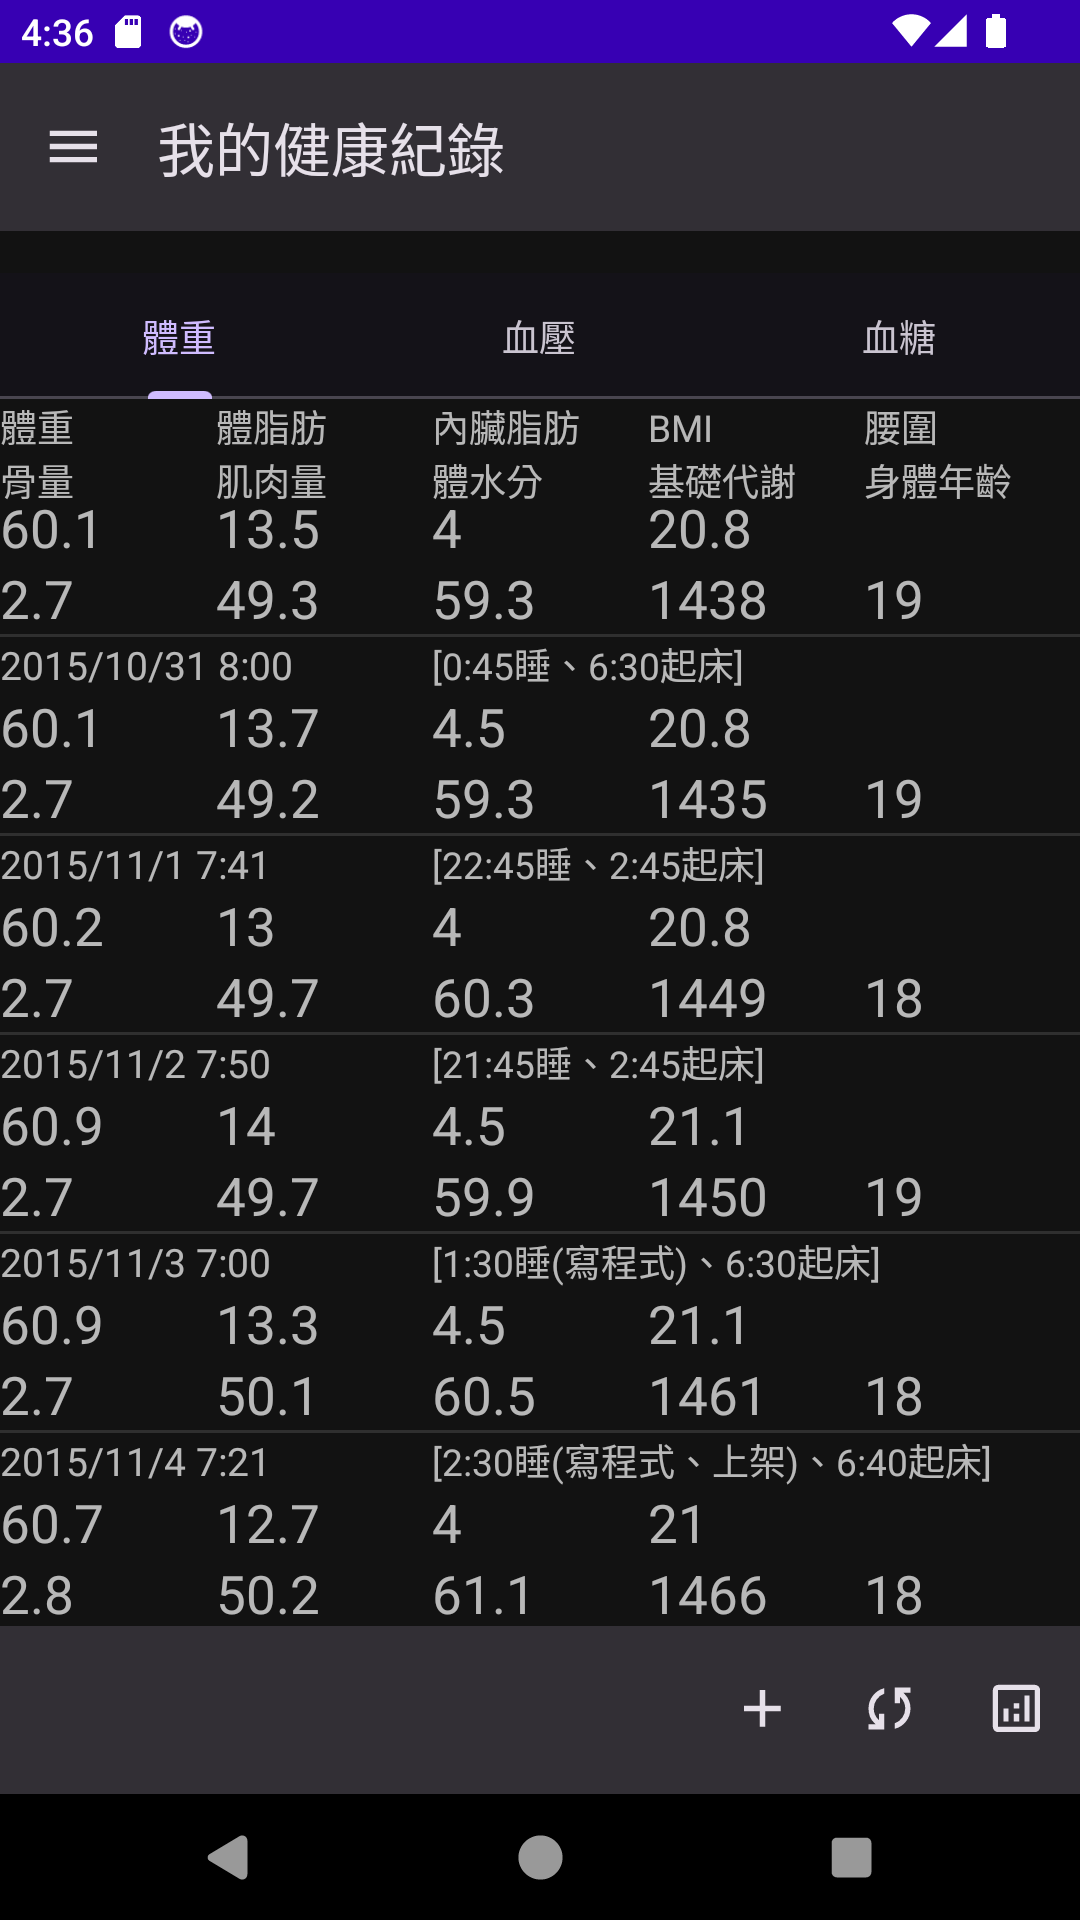 4:36
我的健康紀錄
體重 血壓 血糖
體重 體脂肪 內臟脂肪 BMI 腰圍
骨量 肌肉量 體水分 基礎代謝 身體年齡
60.1 13.5 4 20.8
2.7 49.3 59.3 1438 19
2015/10/31 8:00 [0:45睡、6:30起床]
60.1 13.7 4.5 20.8
2.7 49.2 59.3 1435 19
2015/11/1 7:41 [22:45睡、2:45起床]
60.2 13 4 20.8
2.7 49.7 60.3 1449 18
2015/11/2 7:50 [21:45睡、2:45起床]
60.9 14 4.5 21.1
2.7 49.7 59.9 1450 19
2015/11/3 7:00 [1:30睡(寫程式)、6:30起床]
60.9 13.3 4.5 21.1
2.7 50.1 60.5 1461 18
2015/11/4 7:21 [2:30睡(寫程式、上架)、6:40起床]
60.7 12.7 4 21
2.8 50.2 61.1 1466 18